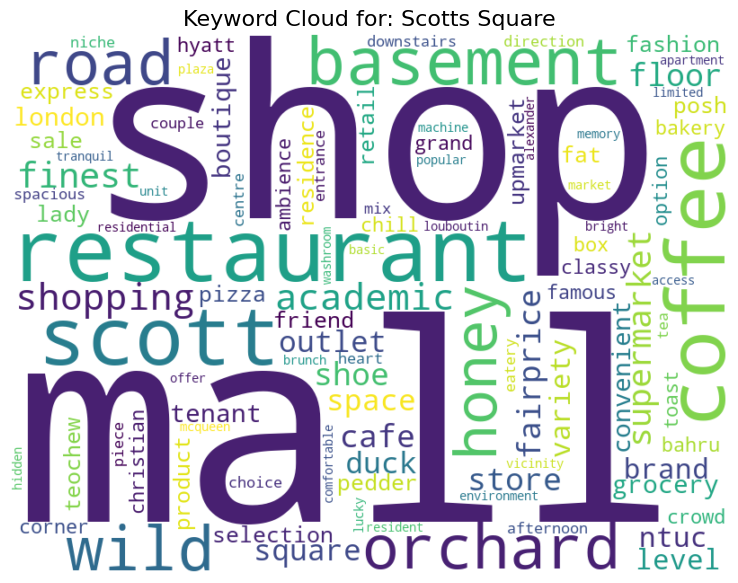 Keyword Cloud for: Scotts Square
niche
hyatt
downstairs
direction
fashion
road
plaza
basement
apartment
floor
express
shop
limited
london
couple
boutique
retail
machine
grand
popular
upmarket
alexander
memory
posh
bakery
sale
tranquil
finest
unit
ambience
residence
entrance
fat
market
option
coffee
spacious
lady
centre
mix
chill
louboutin
bright
box
residential
restaurant
washroom
basic
classy
access
shopping
pizza
academic
honey
famous
tea
scott
friend
outlet
brunch
heart
shoe
eatery
fairprice
variety
convenient
supermarket
toast
offer
space
mall
tenant
mcqueen
cafe
duck
pedder
store
vicinity
bahru
brand
grocery
hidden
teochew
piece
christian
product
choice
comfortable
environment
crowd
corner
wild
selection
square
lucky
resident
orchard
afternoon
ntuc
level